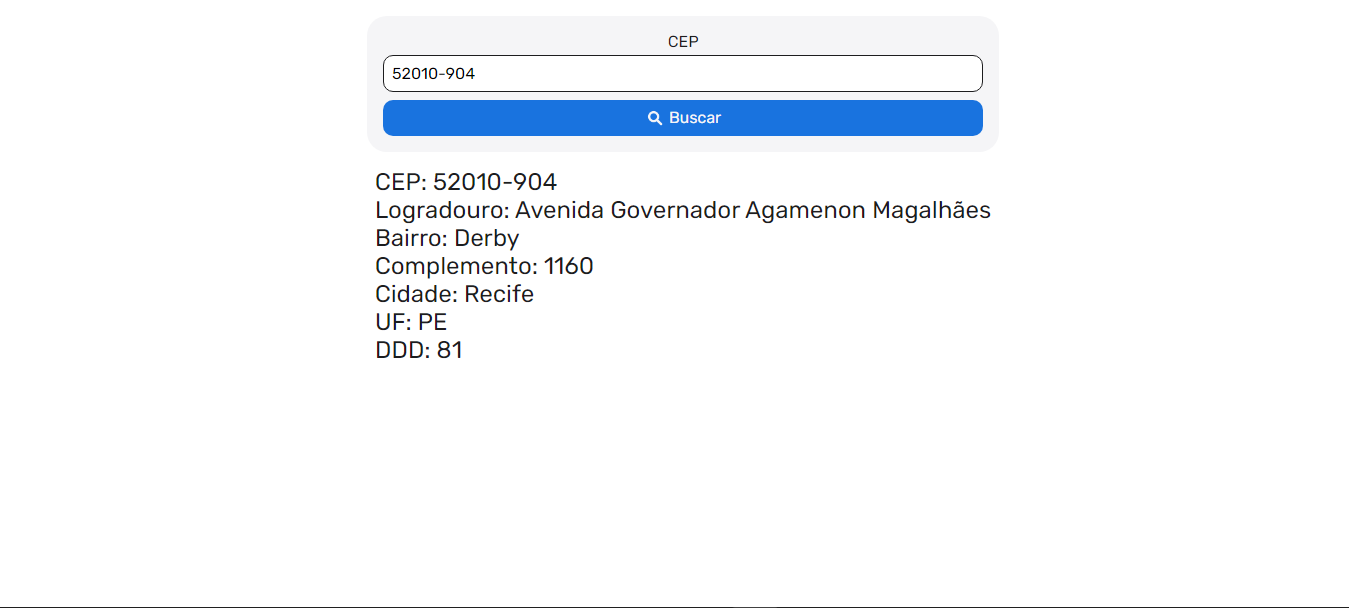 CEP
52010-904
Buscar
CEP: 52010-904
Logradouro: Avenida Governador Agamenon Magalhães
Bairro: Derby
Complemento: 1160
Cidade: Recife
UF: PE
DDD: 81